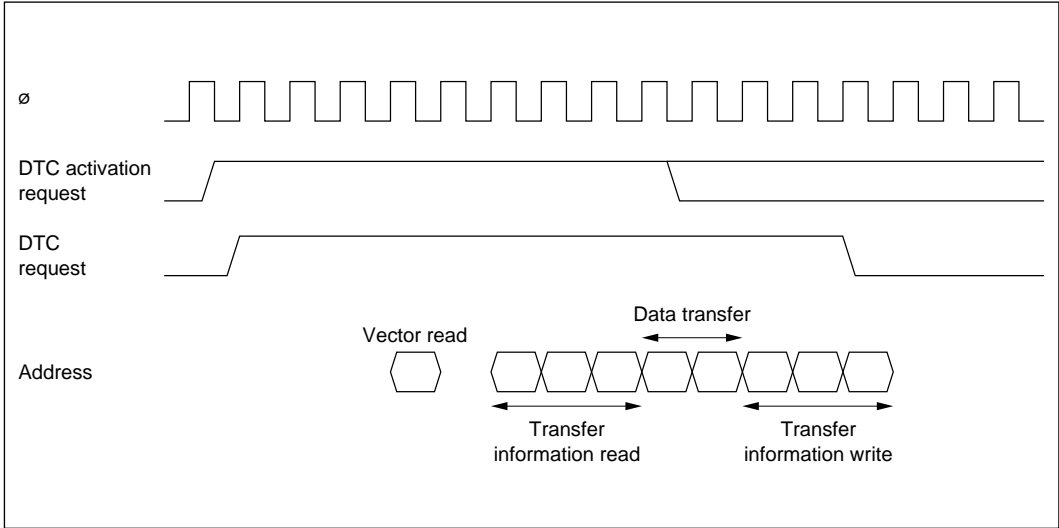 ø
DTC activation
request
DTC
request
Data transfer
Vector read
Address
Transfer
information read
Transfer
information write